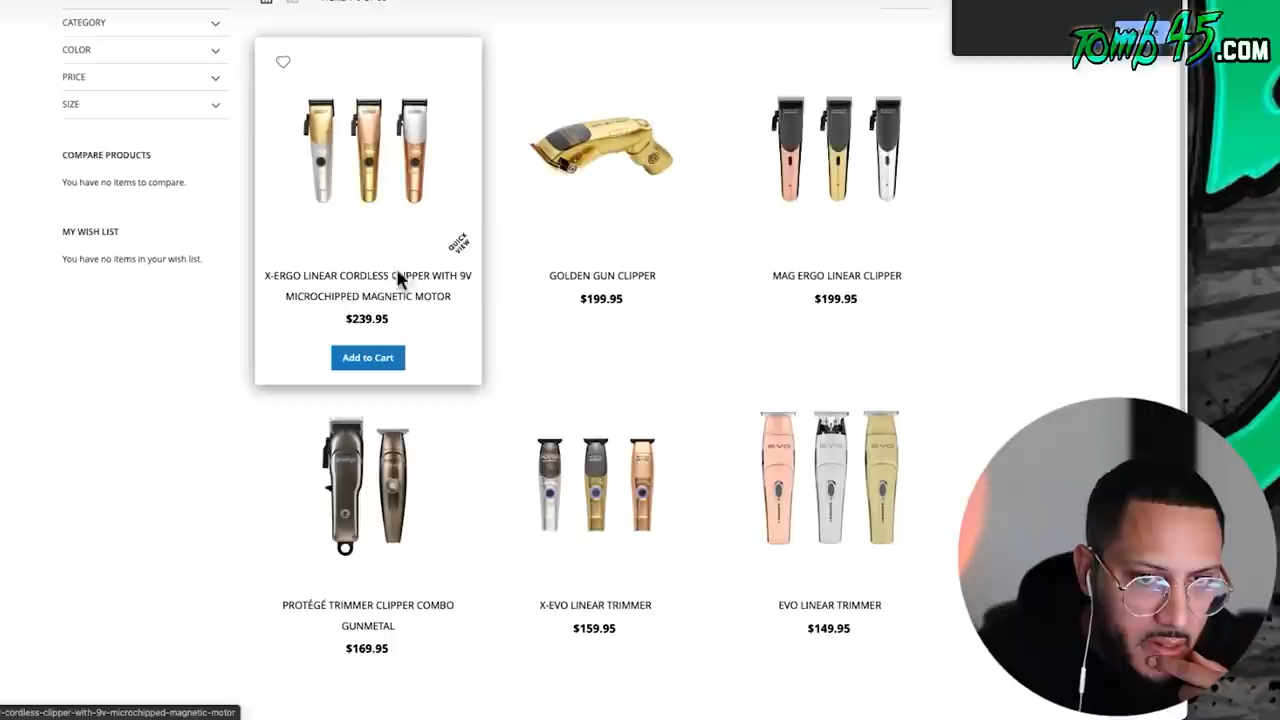 TOMB 45
.COM
CATEGORY
COLOR
PRICE
SIZE
COMPARE PRODUCTS
You have no items to compare.
MY WISH LIST
You have no items in your wish list.
QUICK
VIEW
X-ERGO LINEAR CORDLESS CLIPPER WITH 9V
MICROCHIPPED MAGNETIC MOTOR
$239.95
Add to Cart
GOLDEN GUN CLIPPER
$199.95
MAG ERGO LINEAR CLIPPER
$199.95
PROTÉGÉ TRIMMER CLIPPER COMBO
GUNMETAL
$169.95
X-EVO LINEAR TRIMMER
$159.95
EVO
EVO
EVO
EVO LINEAR TRIMMER
$149.95
-cordless-clipper-with-9v-microchipped-magnetic-motor